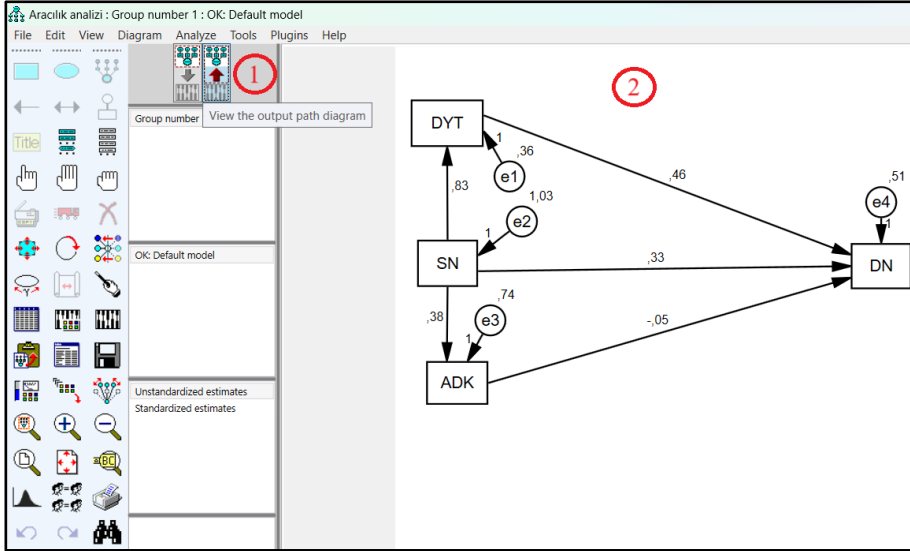 Aracılık analizi : Group number 1 : OK: Default model
File Edit View Diagram Analyze Tools Plugins Help
1
2
Title
Group number
View the output path diagram
OK: Default model
Unstandardized estimates
Standardized estimates
DYT
1
,36
e1
,46
,83
1,03
e2
1
,51
e4
1
SN
,33
DN
,38
,74
e3
1
-,05
ADK
γ
BC